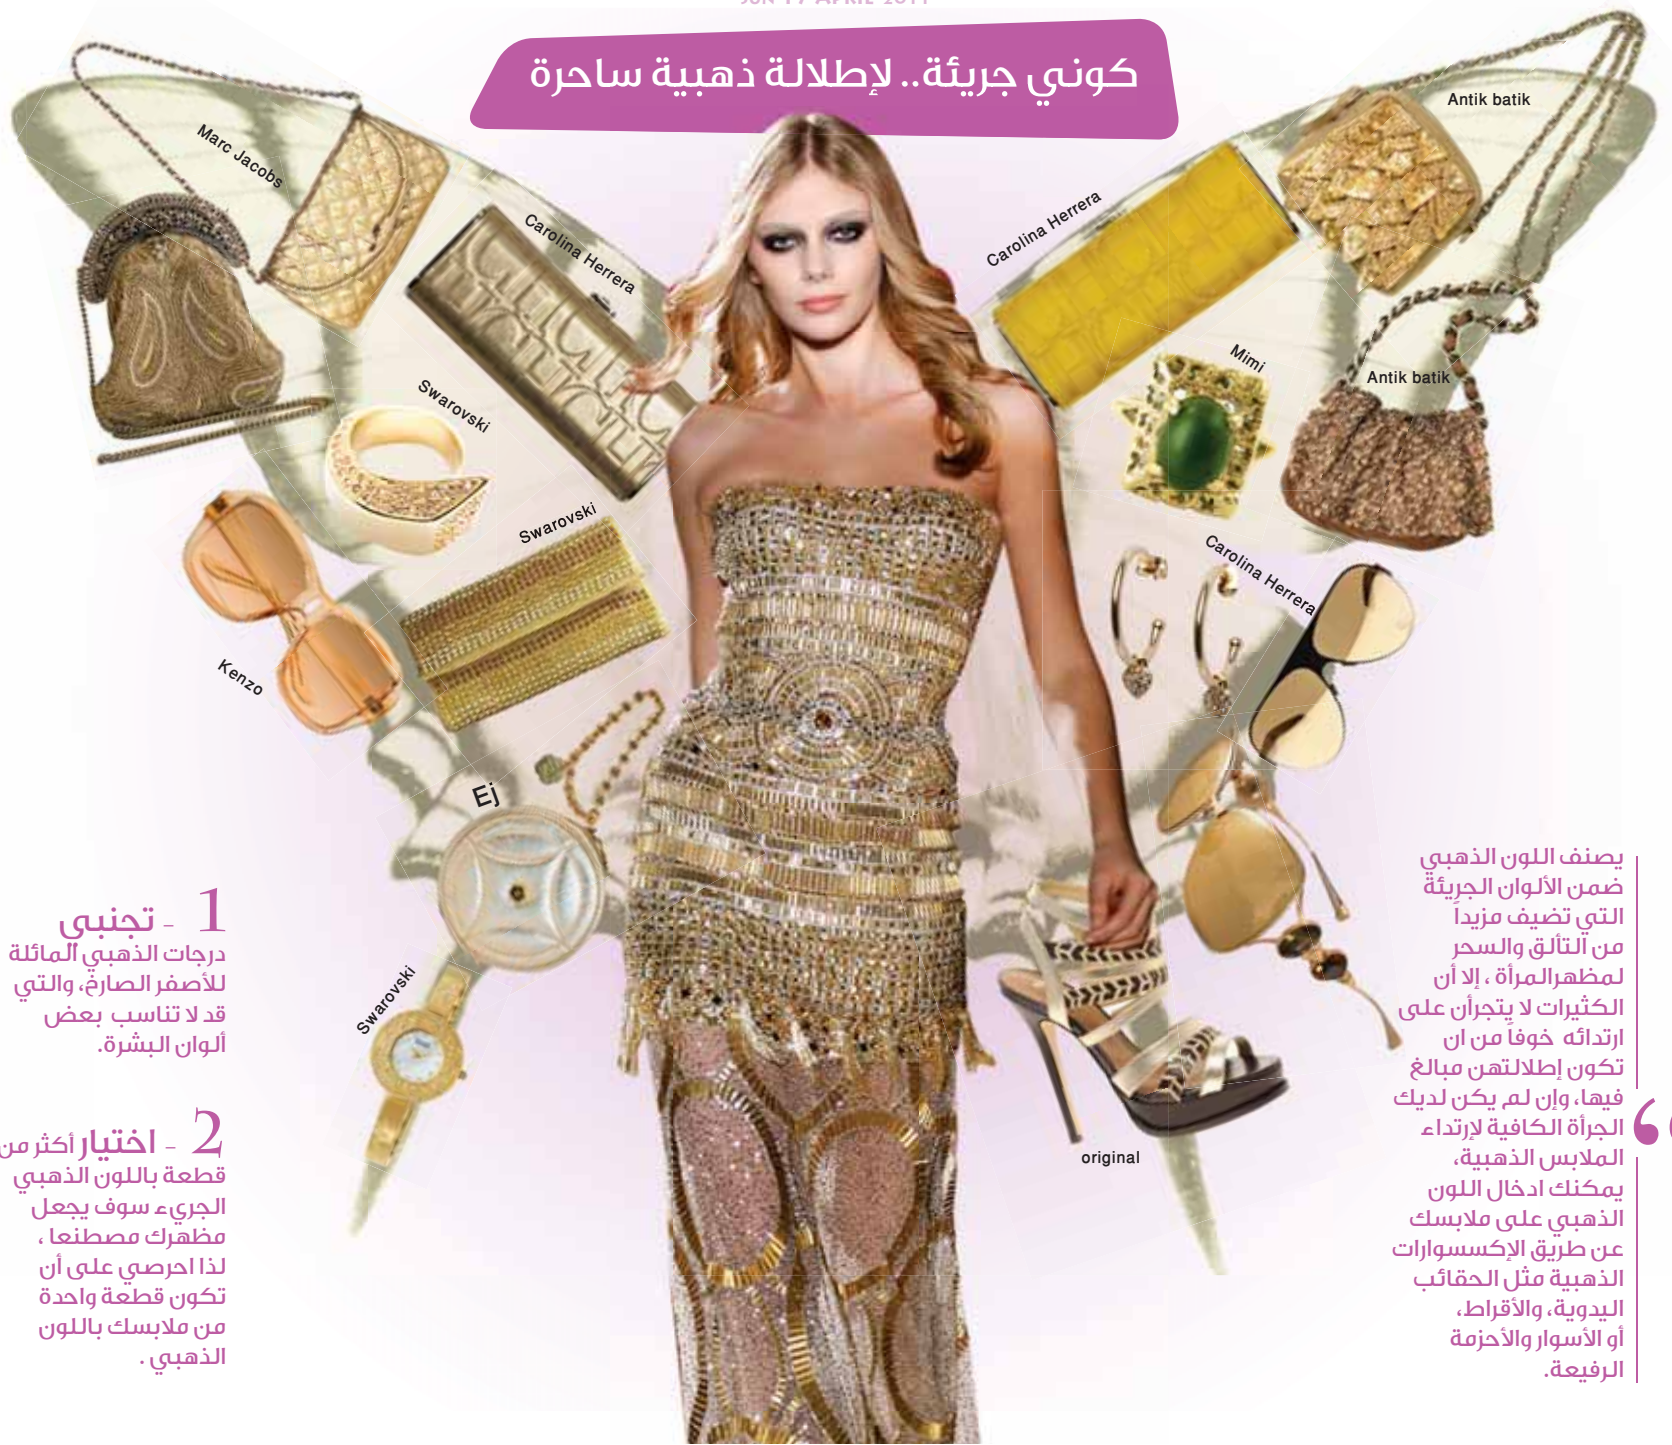 SUN 17 APRIL 2011
كوني جريئة.. لإطلالة ذهبية ساحرة
Antik batik
Marc Jacobs
Carolina Herrera
Carolina Herrera
Mimi
Antik batik
Swarovski
Swarovski
Carolina Herrera
Kenzo
Ej
Swarovski
original
يصنف اللون الذهبي
ضمن الألوان الجريئة
التي تضيف مزيداً
من التألق والسحر
لمظهرالمرأة ، إلا أن
الكثيرات لا يتجرأن على
ارتدائه خوفاً من ان
تكون إطلالتهن مبالغ
فيها، وإن لم يكن لديك
الجرأة الكافية لإرتداء
الملابس الذهبية،
يمكنك ادخال اللون
الذهبي على ملابسك
عن طريق الإكسسوارات
الذهبية مثل الحقائب
اليدوية، والأقراط،
أو الأسوار والأحزمة
الرفيعة.
1 - تجنبي
درجات الذهبي المائلة
للأصفر الصارخ، والتي
قد لا تناسب بعض
ألوان البشرة.
2 - اختيار أكثر من
قطعة باللون الذهبي
الجريء سوف يجعل
مظهرك مصطنعا ،
لذا احرصي على أن
تكون قطعة واحدة
من ملابسك باللون
الذهبي .